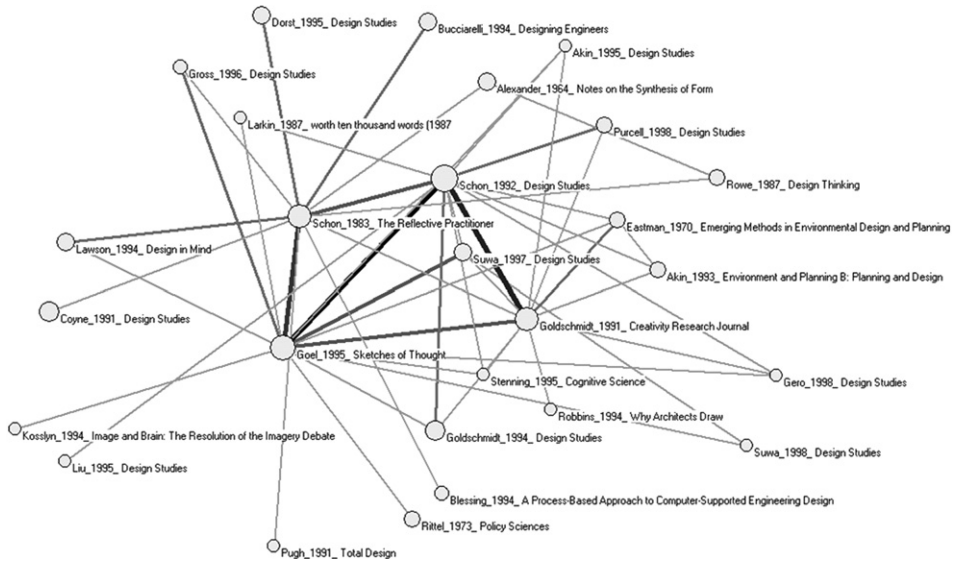 Dorst_1995_ Design Studies
Bucciarelli_1994_ Designing Engineers
Akin_1995_ Design Studies
Gross_1996_ Design Studies
Alexander_1964_ Notes on the Synthesis of Form
Larkin_1987_ worth ten thousand words (1987
Purcell_1998_ Design Studies
Schon_1992_ Design Studies
Rowe_1987_ Design Thinking
Schon_1983_ The Reflective Practitioner
Eastman_1970_ Emerging Methods in Environmental Design and Planning
Lawson_1994_ Design in Mind
Suwa_1997_ Design Studies
Akin_1993_ Environment and Planning B: Planning and Design
Coyne_1991_ Design Studies
Goldschmidt_1991_ Creativity Research Journal
Goel_1995_ Sketches of Thought
Stenning_1995_ Cognitive Science
Gero_1998_ Design Studies
Robbins_1994_ Why Architects Draw
Kosslyn_1994_ Image and Brain: The Resolution of the Imagery Debate
Goldschmidt_1994_ Design Studies
Suwa_1998_ Design Studies
Liu_1995_ Design Studies
Blessing_1994_ A Process-Based Approach to Computer-Supported Engineering Design
Rittel_1973_ Policy Sciences
Pugh_1991_ Total Design